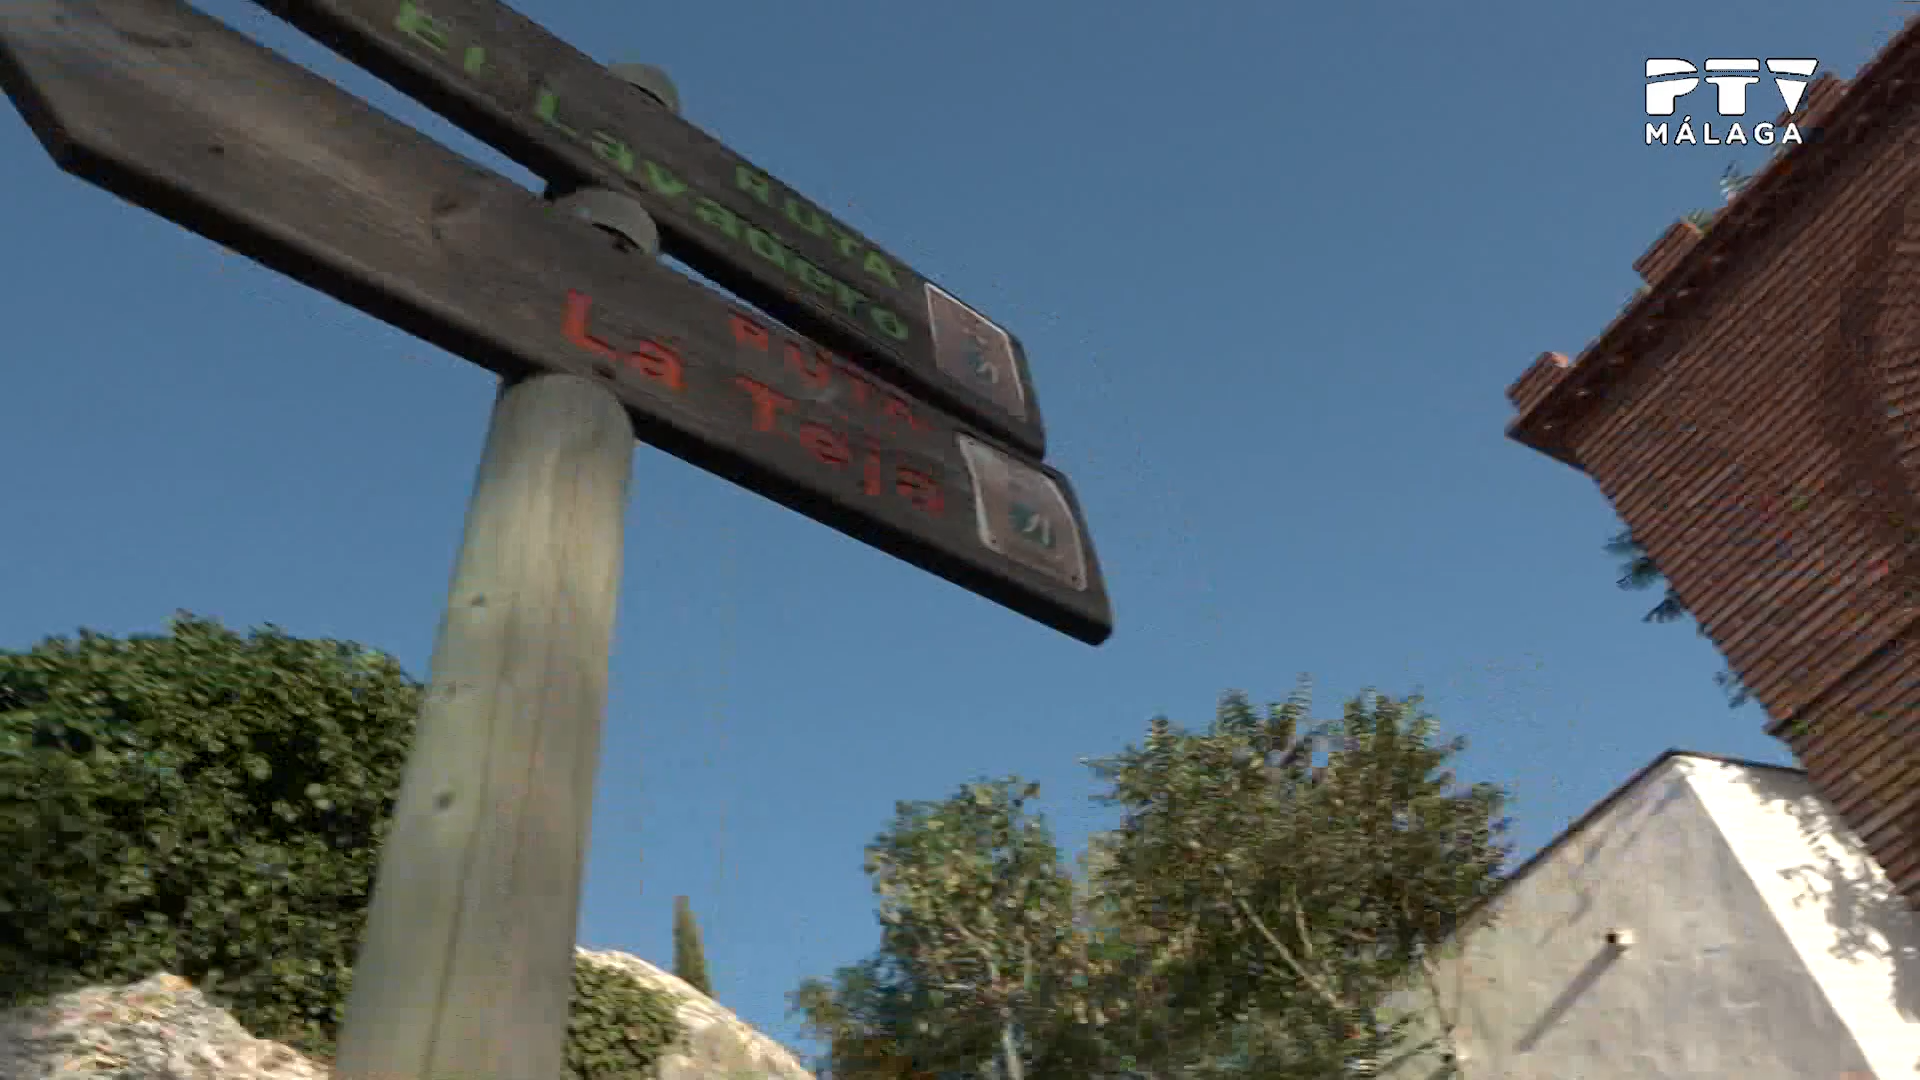 PTV
MÁLAGA
RUTA
El Lavadero
RUTA
La Teja